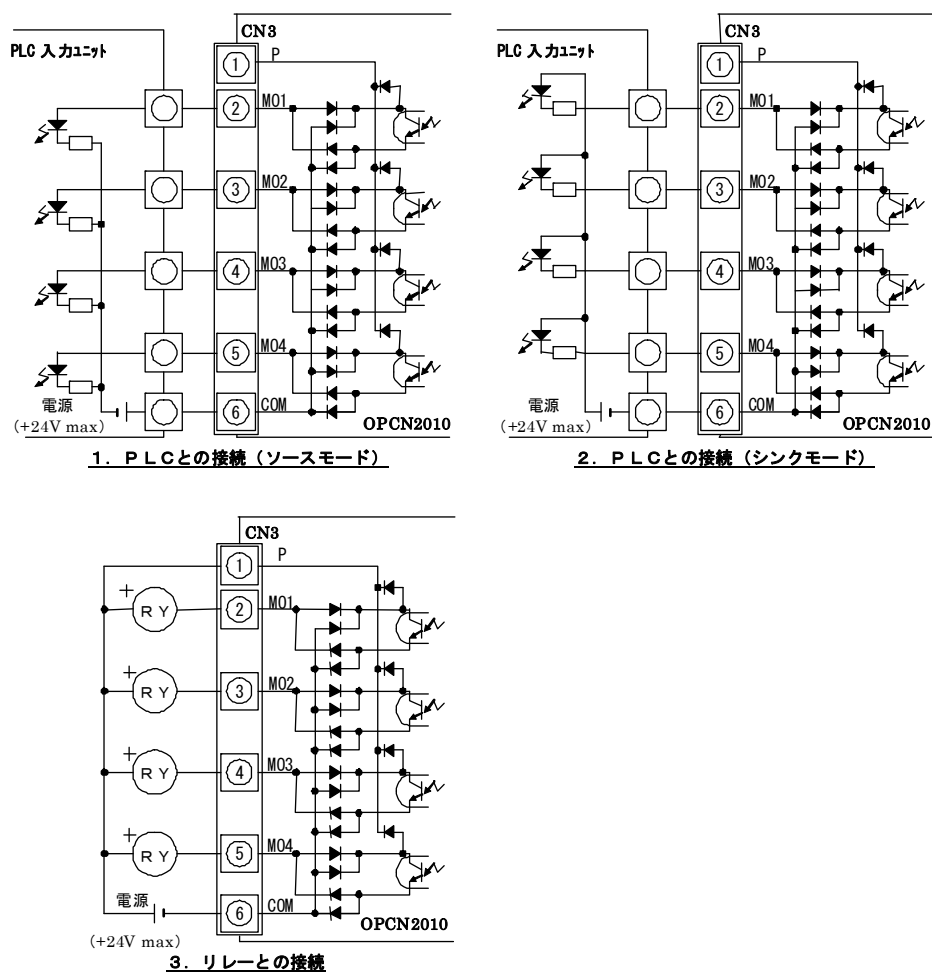 CN3
PLC 入力ユニット
P
1
2
MO1
3
MO2
4
MO3
5
MO4
電源
(+24V max)
6
COM
OPCN2010
1．ＰＬＣとの接続（ソースモード）
CN3
PLC 入力ユニット
P
1
2
MO1
3
MO2
4
MO3
5
MO4
電源
(+24V max)
6
COM
OPCN2010
2．ＰＬＣとの接続（シンクモード）
CN3
P
1
+
ＲＹ
2
MO1
+
ＲＹ
3
MO2
+
ＲＹ
4
MO3
+
ＲＹ
5
MO4
電源
(+24V max)
6
COM
OPCN2010
3．リレーとの接続